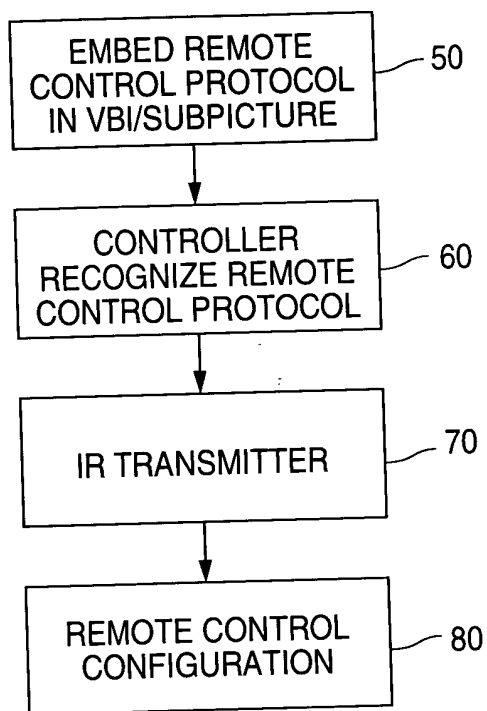 EMBED REMOTE
CONTROL PROTOCOL
IN VBI/SUBPICTURE
50
CONTROLLER
RECOGNIZE REMOTE
CONTROL PROTOCOL
60
IR TRANSMITTER
70
REMOTE CONTROL
CONFIGURATION
80